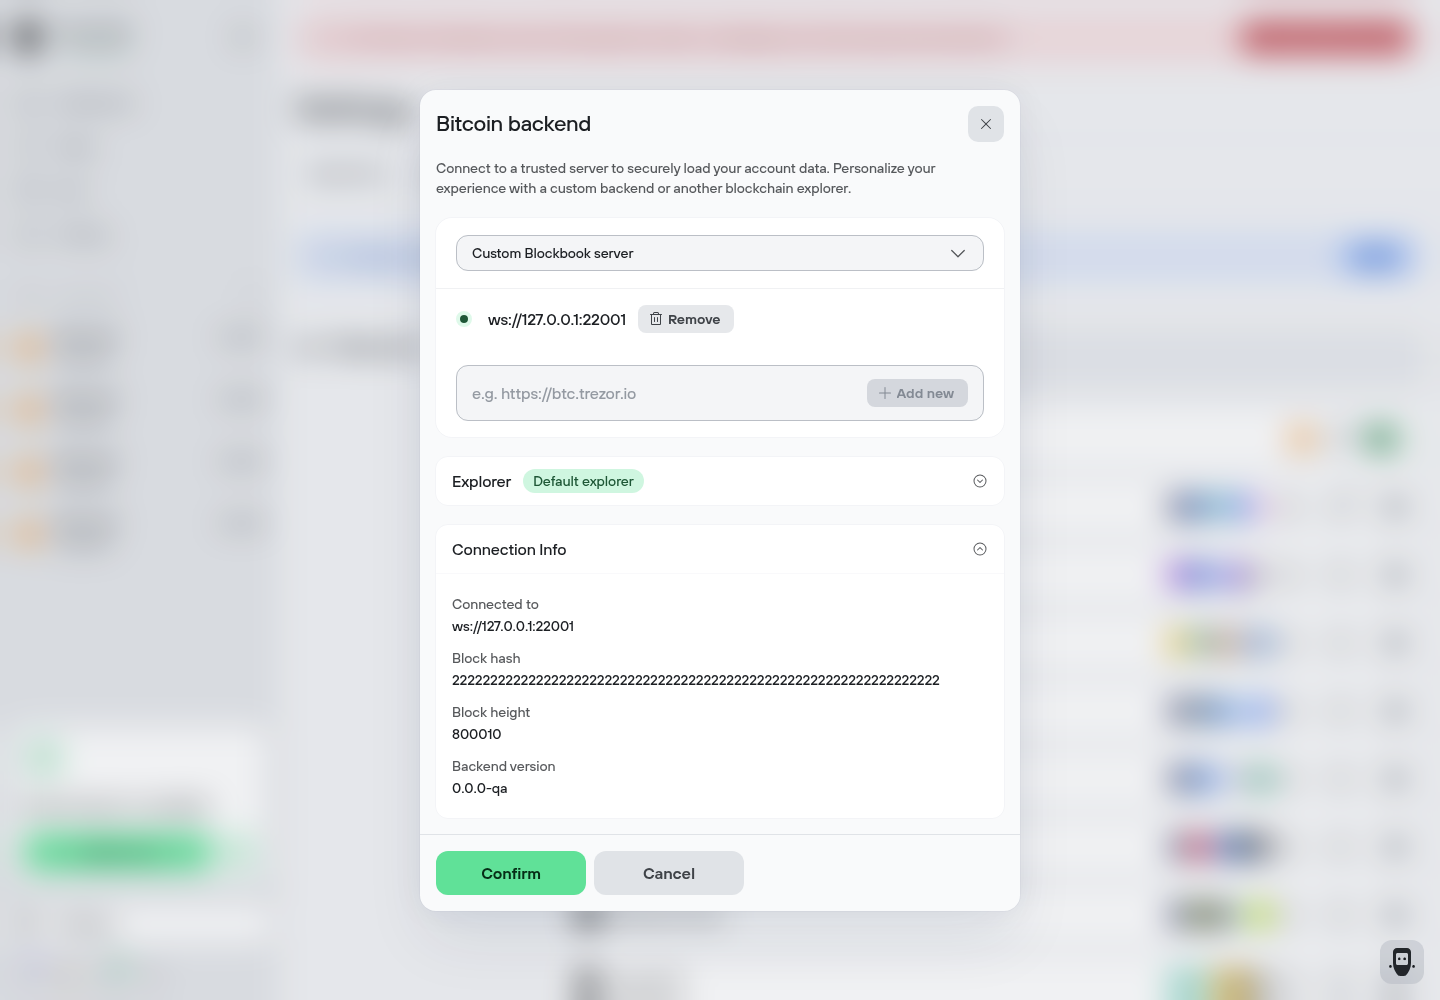 Bitcoin backend
Connect to a trusted server to securely load your account data. Personalize your
experience with a custom backend or another blockchain explorer.
Custom Blockbook server
ws://127.0.0.1:22001 Remove
e.g. https://btc.trezor.io Add new
Explorer Default explorer
Connection Info
Connected to
ws://127.0.0.1:22001
Block hash
2222222222222222222222222222222222222222222222222222222222222222
Block height
800010
Backend version
0.0.0-qa
Confirm Cancel